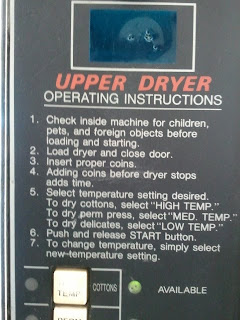 UPPER DRYER
OPERATING INSTRUCTIONS
1. Check inside machine for children,
pets, and foreign objects before
loading and starting.
2. Load dryer and close door.
3. Insert proper coins.
4. Adding coins before dryer stops
adds time.
5. Select temperature setting desired.
To dry cottons, select "HIGH TEMP."
To dry perm press, select "MED. TEMP."
To dry delicates, select "LOW TEMP."
6. Push and release START button.
7. To change temperature, simply select
new temperature setting.
TEMP.
COTTONS
AVAILABLE